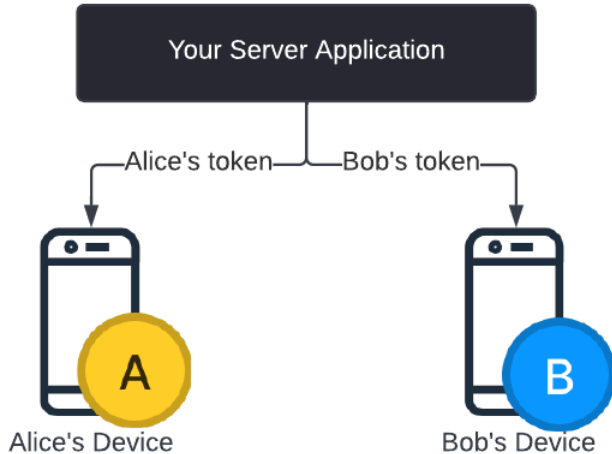 Your Server Application
Alice's token
Bob's token
A
B
Alice's Device
Bob's Device